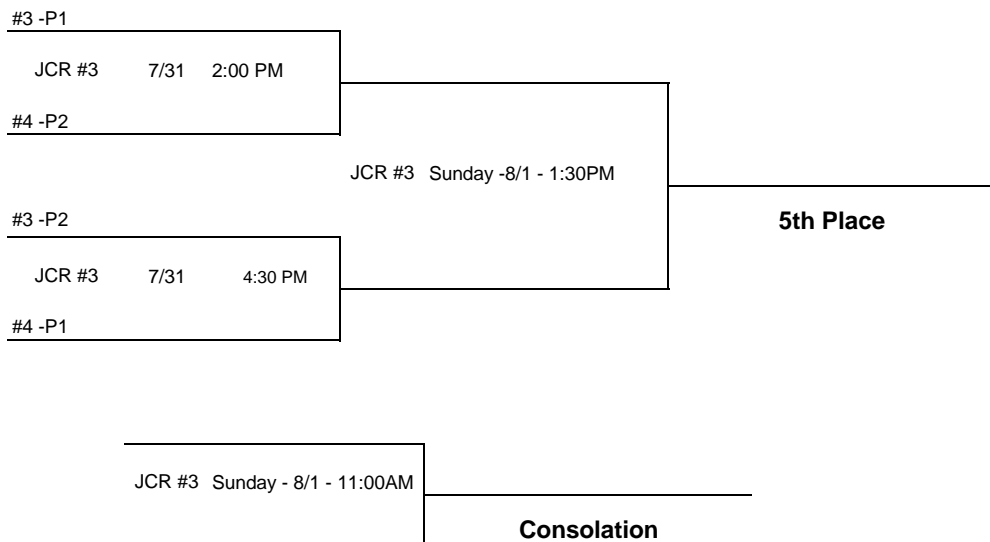 #3 -P1
JCR #3 7/31 2:00 PM
#4 -P2
JCR #3 Sunday -8/1 - 1:30PM
5th Place
#3 -P2
JCR #3 7/31 4:30 PM
#4 -P1
JCR #3 Sunday - 8/1 - 11:00AM
Consolation